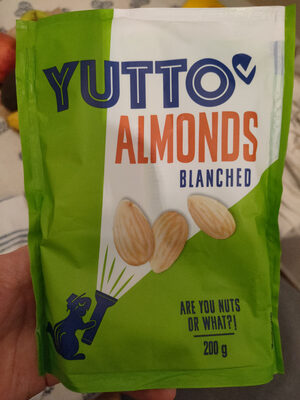 YUTTO
ALMONDS
BLANCHED
ARE YOU NUTS
OR WHAT?!
200 g